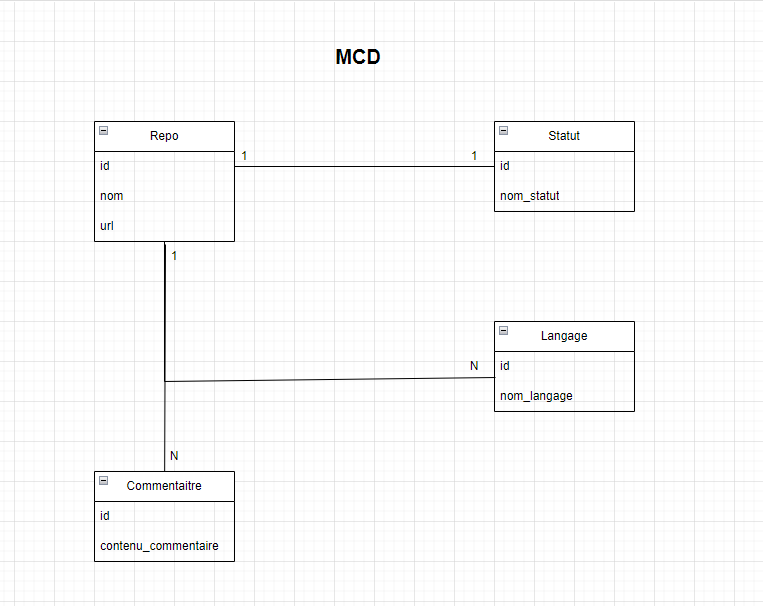 MCD
Repo
id
nom
url
1
1
Statut
id
nom_statut
1
N
Langage
id
nom_langage
N
Commentaitre
id
contenu_commentaire